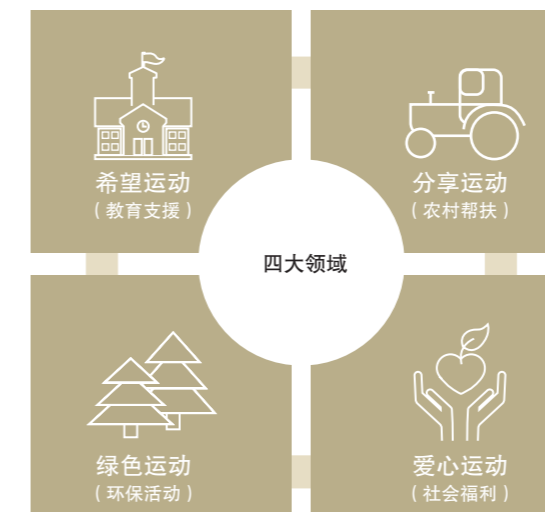 希望运动
（教育支援）
分享运动
（农村帮扶）
四大领域
绿色运动
（环保活动）
爱心运动
（社会福利）